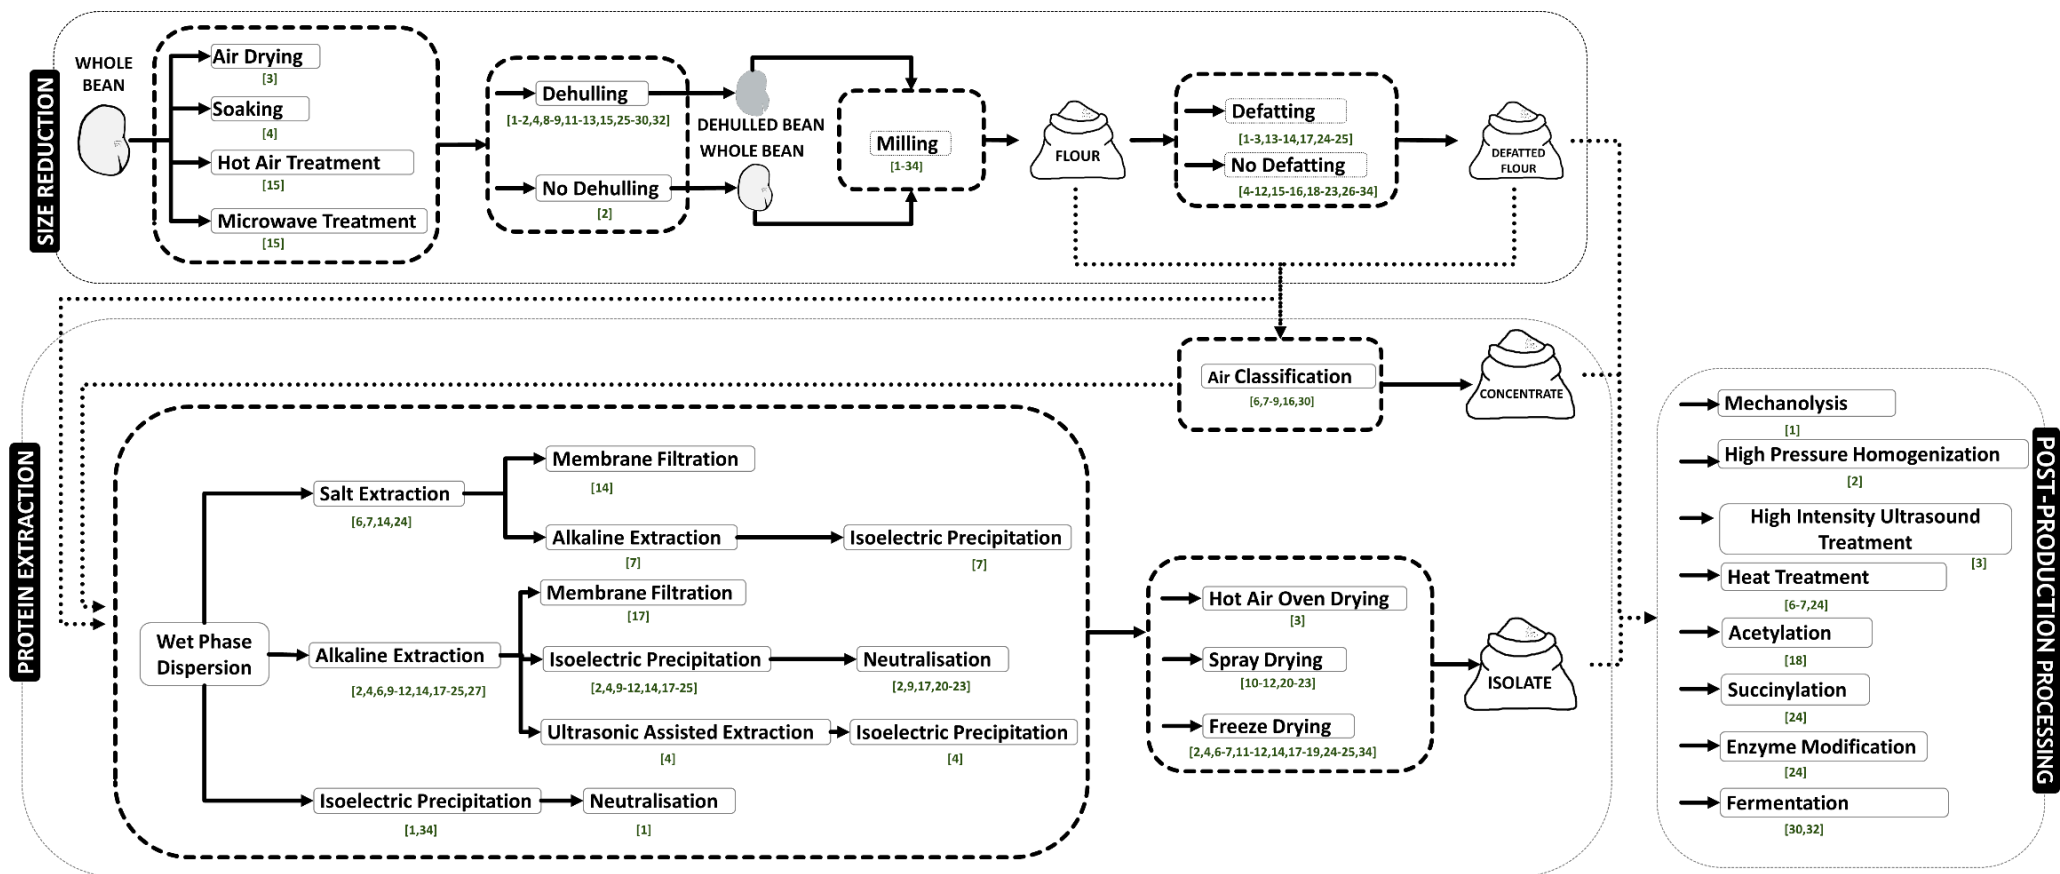 SIZE REDUCTION
WHOLE
BEAN
Air Drying
[3]
Soaking
[4]
Hot Air Treatment
[15]
Microwave Treatment
[15]
Dehulling
[1-2,4,8-9,11-13,15,25-30,32]
No Dehulling
[2]
DEHULLED BEAN
WHOLE BEAN
Milling
[1-34]
FLOUR
Defatting
[1-3,13-14,17,24-25]
No Defatting
[4-12,15-16,18-23,26-34]
DEFATTED
FLOUR
PROTEIN EXTRACTION
Air Classification
[6,7-9,16,30]
CONCENTRATE
Wet Phase
Dispersion
Salt Extraction
[6,7,14,24]
Membrane Filtration
[14]
Alkaline Extraction
[7]
Isoelectric Precipitation
[7]
Alkaline Extraction
[2,4,6,9-12,14,17-25,27]
Membrane Filtration
[17]
Isoelectric Precipitation
[2,4,9-12,14,17-25]
Neutralisation
[2,9,17,20-23]
Ultrasonic Assisted Extraction
[4]
Isoelectric Precipitation
[4]
Isoelectric Precipitation
[1,34]
Neutralisation
[1]
Hot Air Oven Drying
[3]
Spray Drying
[10-12,20-23]
Freeze Drying
[2,4,6-7,11-12,14,17-19,24-25,34]
ISOLATE
POST-PRODUCTION PROCESSING
Mechanolysis
[1]
High Pressure Homogenization
[2]
High Intensity Ultrasound
Treatment
[3]
Heat Treatment
[6-7,24]
Acetylation
[18]
Succinylation
[24]
Enzyme Modification
[24]
Fermentation
[30,32]